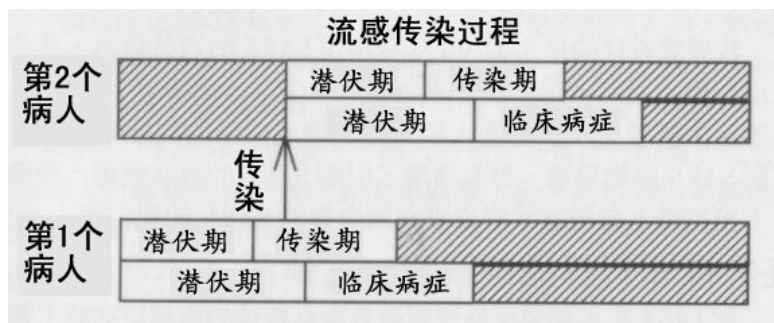 流感传染过程
第2个
病人
潜伏期 传染期
潜伏期 临床病症
传
染
第1个
病人
潜伏期 传染期
潜伏期 临床病症